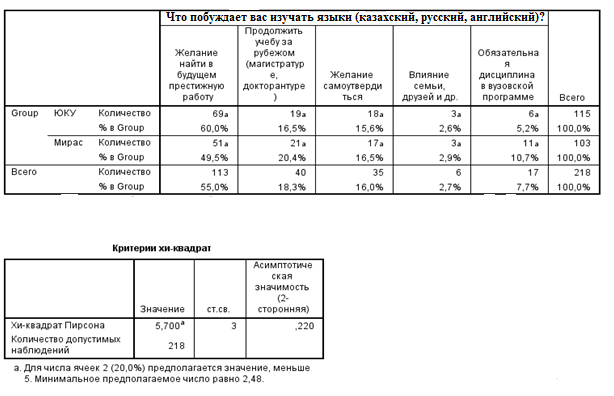 Что побуждает вас изучать языки (казахский, русский, английский)?
Желание
найти в
будущем
престижную
работу
Продолжить
учебу за
рубежом
(магистратур
е,
докторантуре
)
Желание
самоутверди
ться
Влияние
семьи,
друзей и др.
Обязательна
я
дисциплина
в вузовской
программе
Всего
Group ЮКУ Количество 69a 19a 18a 3a 6a 115
% в Group 60,0% 16,5% 15,6% 2,6% 5,2% 100,0%
Мирас Количество 51a 21a 17a 3a 11a 103
% в Group 49,5% 20,4% 16,5% 2,9% 10,7% 100,0%
Всего Количество 113 40 35 6 17 218
% в Group 55,0% 18,3% 16,0% 2,7% 7,7% 100,0%
Критерии хи-квадрат
Значение
ст.св.
Асимптотиче
ская
значимость
(2-
сторонняя)
Хи-квадрат Пирсона 5,700a 3 ,220
Количество допустимых
наблюдений 218
a. Для числа ячеек 2 (20,0%) предполагается значение, меньше
5. Минимальное предполагаемое число равно 2,48.